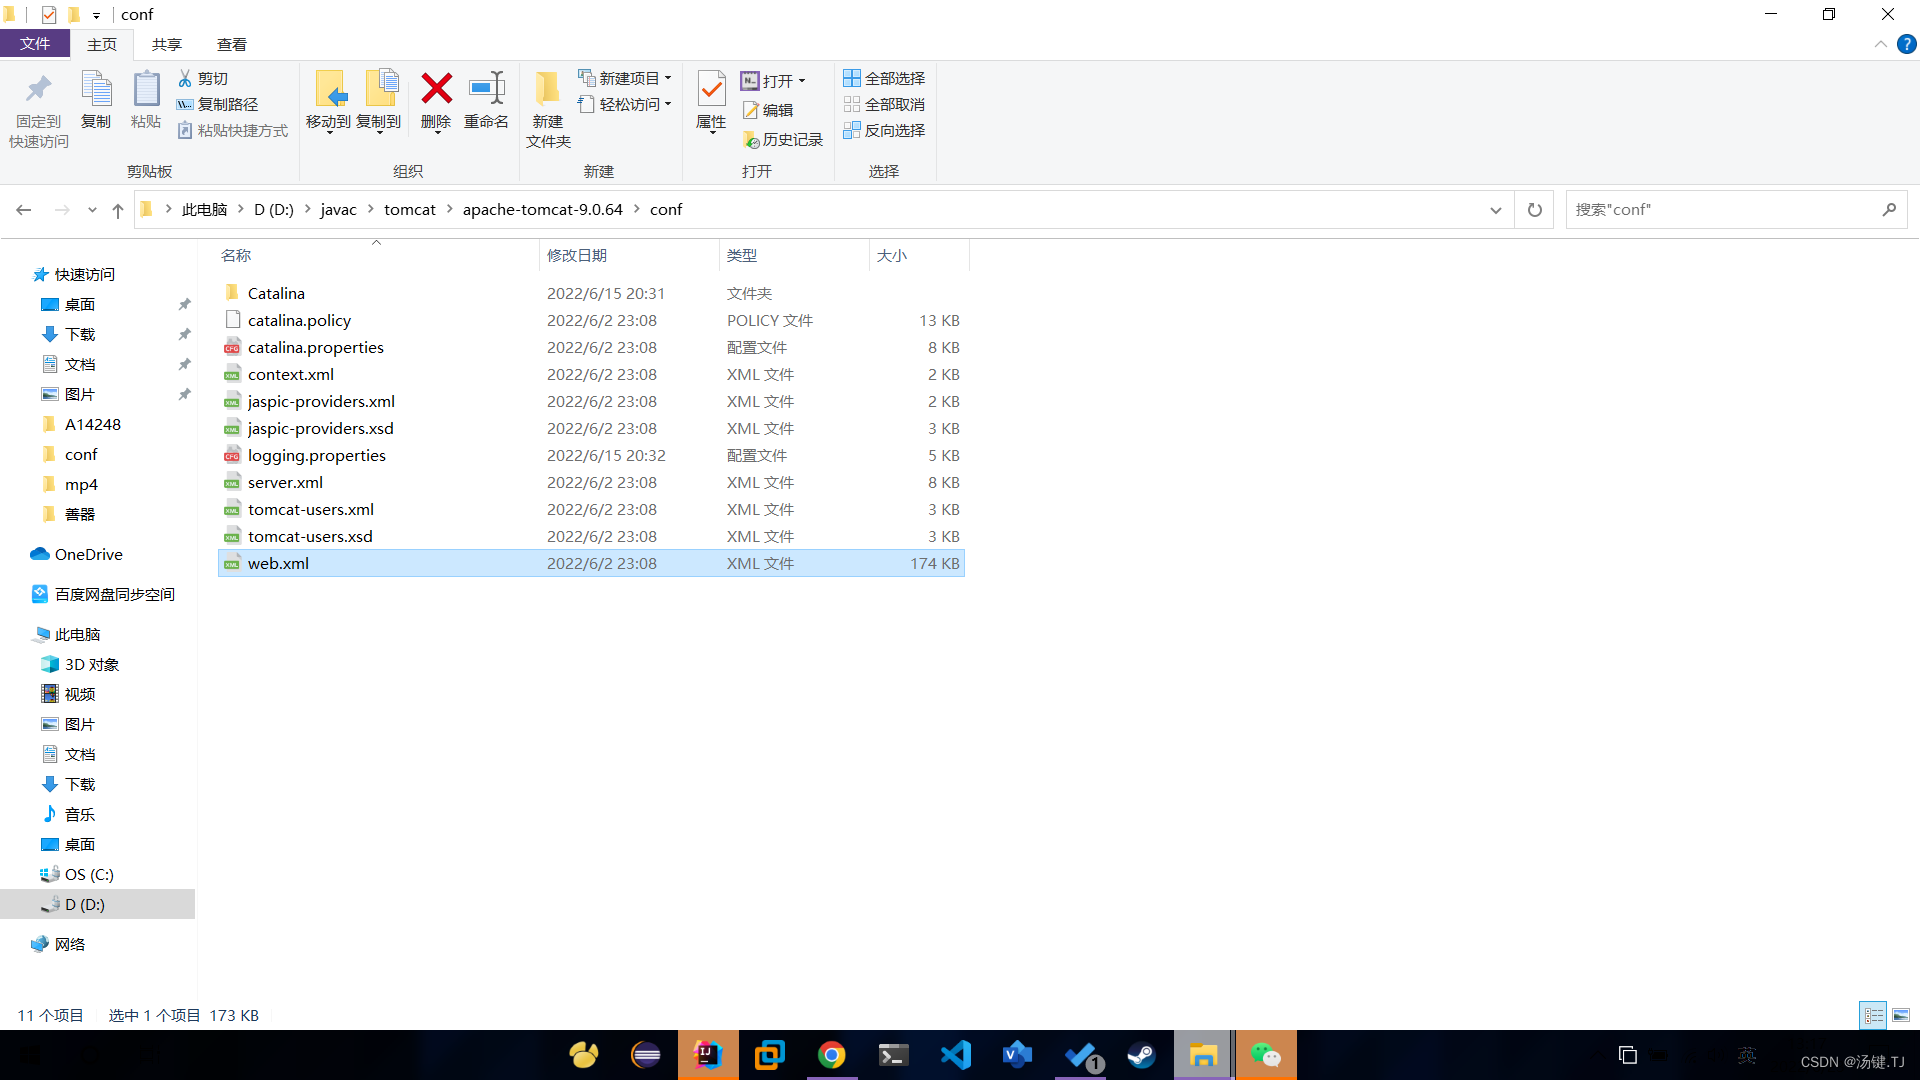 conf
文件
主页
共享
查看
固定到
快速访问
复制
粘贴
剪切
复制路径
粘贴快捷方式
剪贴板
移动到
复制到
删除
重命名
组织
新建
文件夹
新建项目
轻松访问
新建
属性
打开
编辑
历史记录
打开
全部选择
全部取消
反向选择
选择
此电脑
D (D:)
javac
tomcat
apache-tomcat-9.0.64
conf
搜索"conf"
快速访问
桌面
下载
文档
图片
A14248
conf
mp4
善器
OneDrive
百度网盘同步空间
此电脑
3D 对象
视频
图片
文档
下载
音乐
桌面
OS (C:)
D (D:)
网络
名称 修改日期 类型 大小
Catalina 2022/6/15 20:31 文件夹
catalina.policy 2022/6/2 23:08 POLICY 文件 13 KB
catalina.properties 2022/6/2 23:08 配置文件 8 KB
context.xml 2022/6/2 23:08 XML 文件 2 KB
jaspic-providers.xml 2022/6/2 23:08 XML 文件 2 KB
jaspic-providers.xsd 2022/6/2 23:08 XML 文件 3 KB
logging.properties 2022/6/15 20:32 配置文件 5 KB
server.xml 2022/6/2 23:08 XML 文件 8 KB
tomcat-users.xml 2022/6/2 23:08 XML 文件 3 KB
tomcat-users.xsd 2022/6/2 23:08 XML 文件 3 KB
web.xml 2022/6/2 23:08 XML 文件 174 KB
11 个项目 选中 1 个项目 173 KB
1
英
CSDN @汤键.TJ